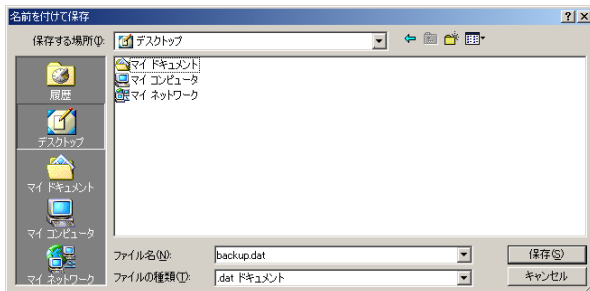 名前を付けて保存
保存する場所(I):
デスクトップ
履歴
デスクトップ
マイ ドキュメント
マイ コンピュータ
マイ ネットワーク
マイ ドキュメント
マイ コンピュータ
マイ ネットワーク
ファイル名(N):
backup.dat
保存(S)
ファイルの種類(T):
.dat ドキュメント
キャンセル